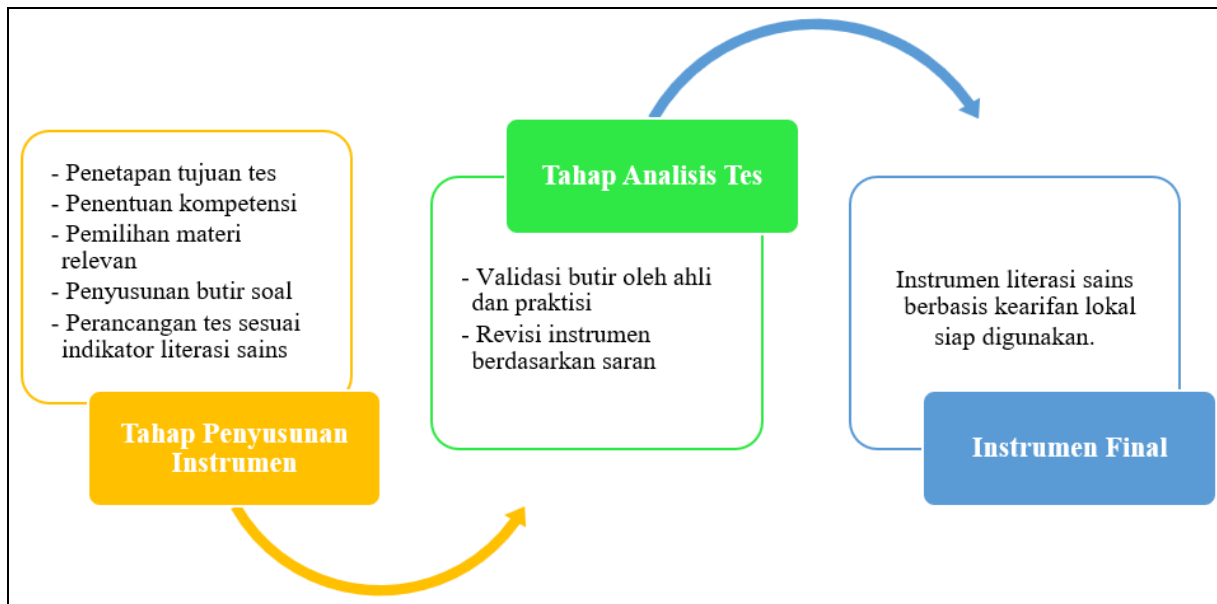 - Penetapan tujuan tes
- Penentuan kompetensi
- Pemilihan materi
relevan
- Penyusunan butir soal
- Perancangan tes sesuai
indikator literasi sains
Tahap Penyusunan
Instrumen
Tahap Analisis Tes
- Validasi butir oleh ahli
dan praktisi
- Revisi instrumen
berdasarkan saran
Instrumen literasi sains
berbasis kearifan lokal
siap digunakan.
Instrumen Final